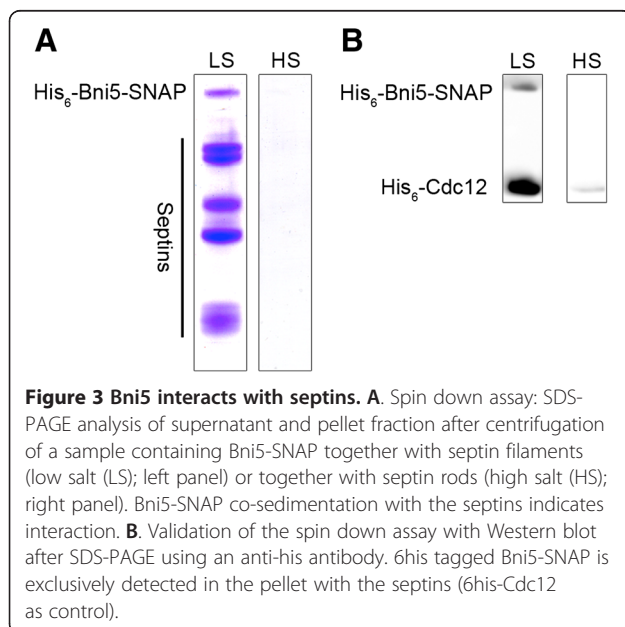 A
B
LS HS
LS HS
His6-Bni5-SNAP
His6-Bni5-SNAP
Septins
His6-Cdc12
Figure 3 Bni5 interacts with septins. A. Spin down assay: SDS-
PAGE analysis of supernatant and pellet fraction after centrifugation
of a sample containing Bni5-SNAP together with septin filaments
(low salt (LS); left panel) or together with septin rods (high salt (HS);
right panel). Bni5-SNAP co-sedimentation with the septins indicates
interaction. B. Validation of the spin down assay with Western blot
after SDS-PAGE using an anti-his antibody. 6his tagged Bni5-SNAP is
exclusively detected in the pellet with the septins (6his-Cdc12
as control).